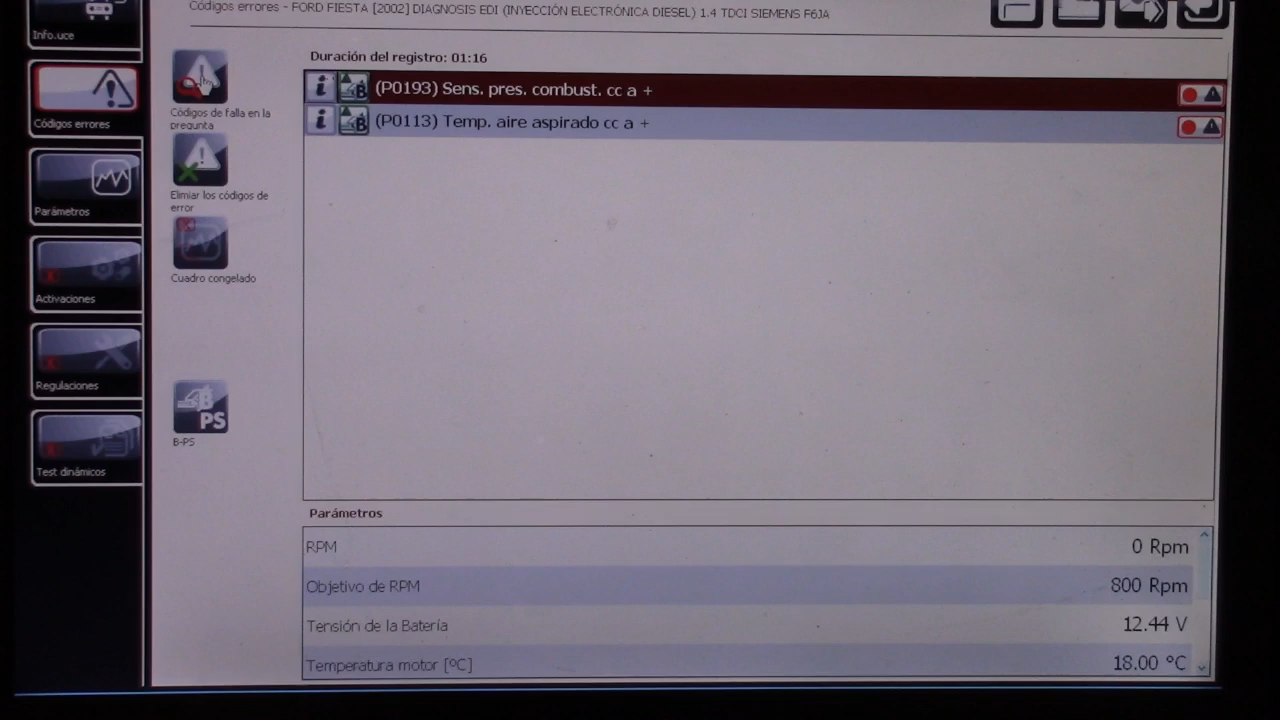 Códigos errores - FORD FIESTA [2002] DIAGNOSIS EDI (INYECCIÓN ELECTRÓNICA DIESEL) 1.4 TDCI SIEMENS F6JA
Info.uce
Códigos errores
Parámetros
Activaciones
Regulaciones
Test dinámicos
Códigos de falla en la
pregunta
Elimiar los códigos de
error
Cuadro congelado
PS
B-PS
Duración del registro: 01:16
i B (P0193) Sens. pres. combust. cc a +
i B (P0113) Temp. aire aspirado cc a +
Parámetros
RPM 0 Rpm
Objetivo de RPM 800 Rpm
Tensión de la Batería 12.44 V
Temperatura motor [ºC] 18.00 ºC